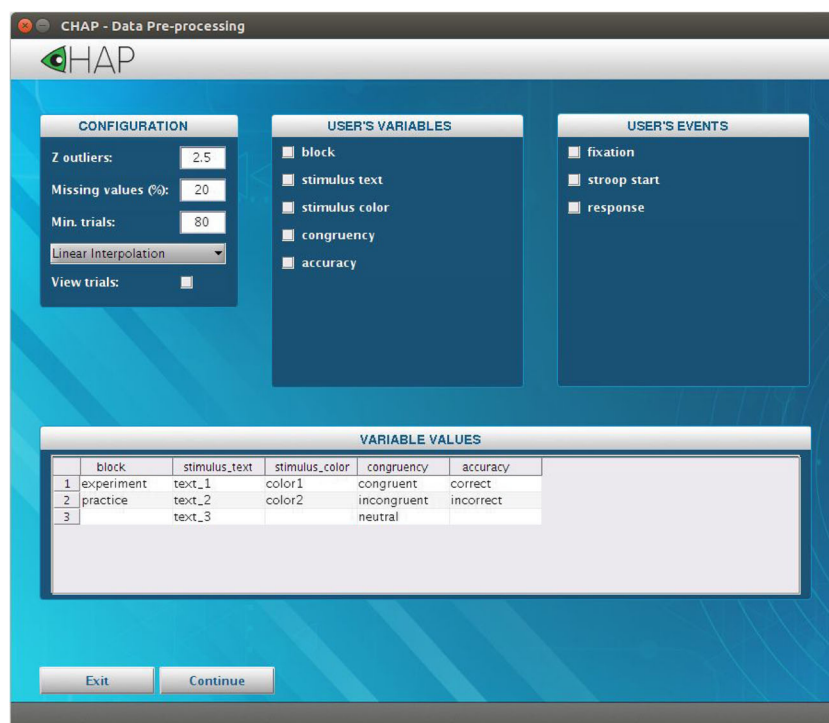 CHAP - Data Pre-processing
CHAP
CONFIGURATION
Z outliers: 2.5
Missing values (%): 20
Min. trials: 80
Linear Interpolation
View trials:
USER'S VARIABLES
block
stimulus text
stimulus color
congruency
accuracy
USER'S EVENTS
fixation
stroop start
response
VARIABLE VALUES
block stimulus_text stimulus_color congruency accuracy
1 experiment text_1 color1 congruent correct
2 practice text_2 color2 incongruent incorrect
3 text_3 neutral
Exit Continue